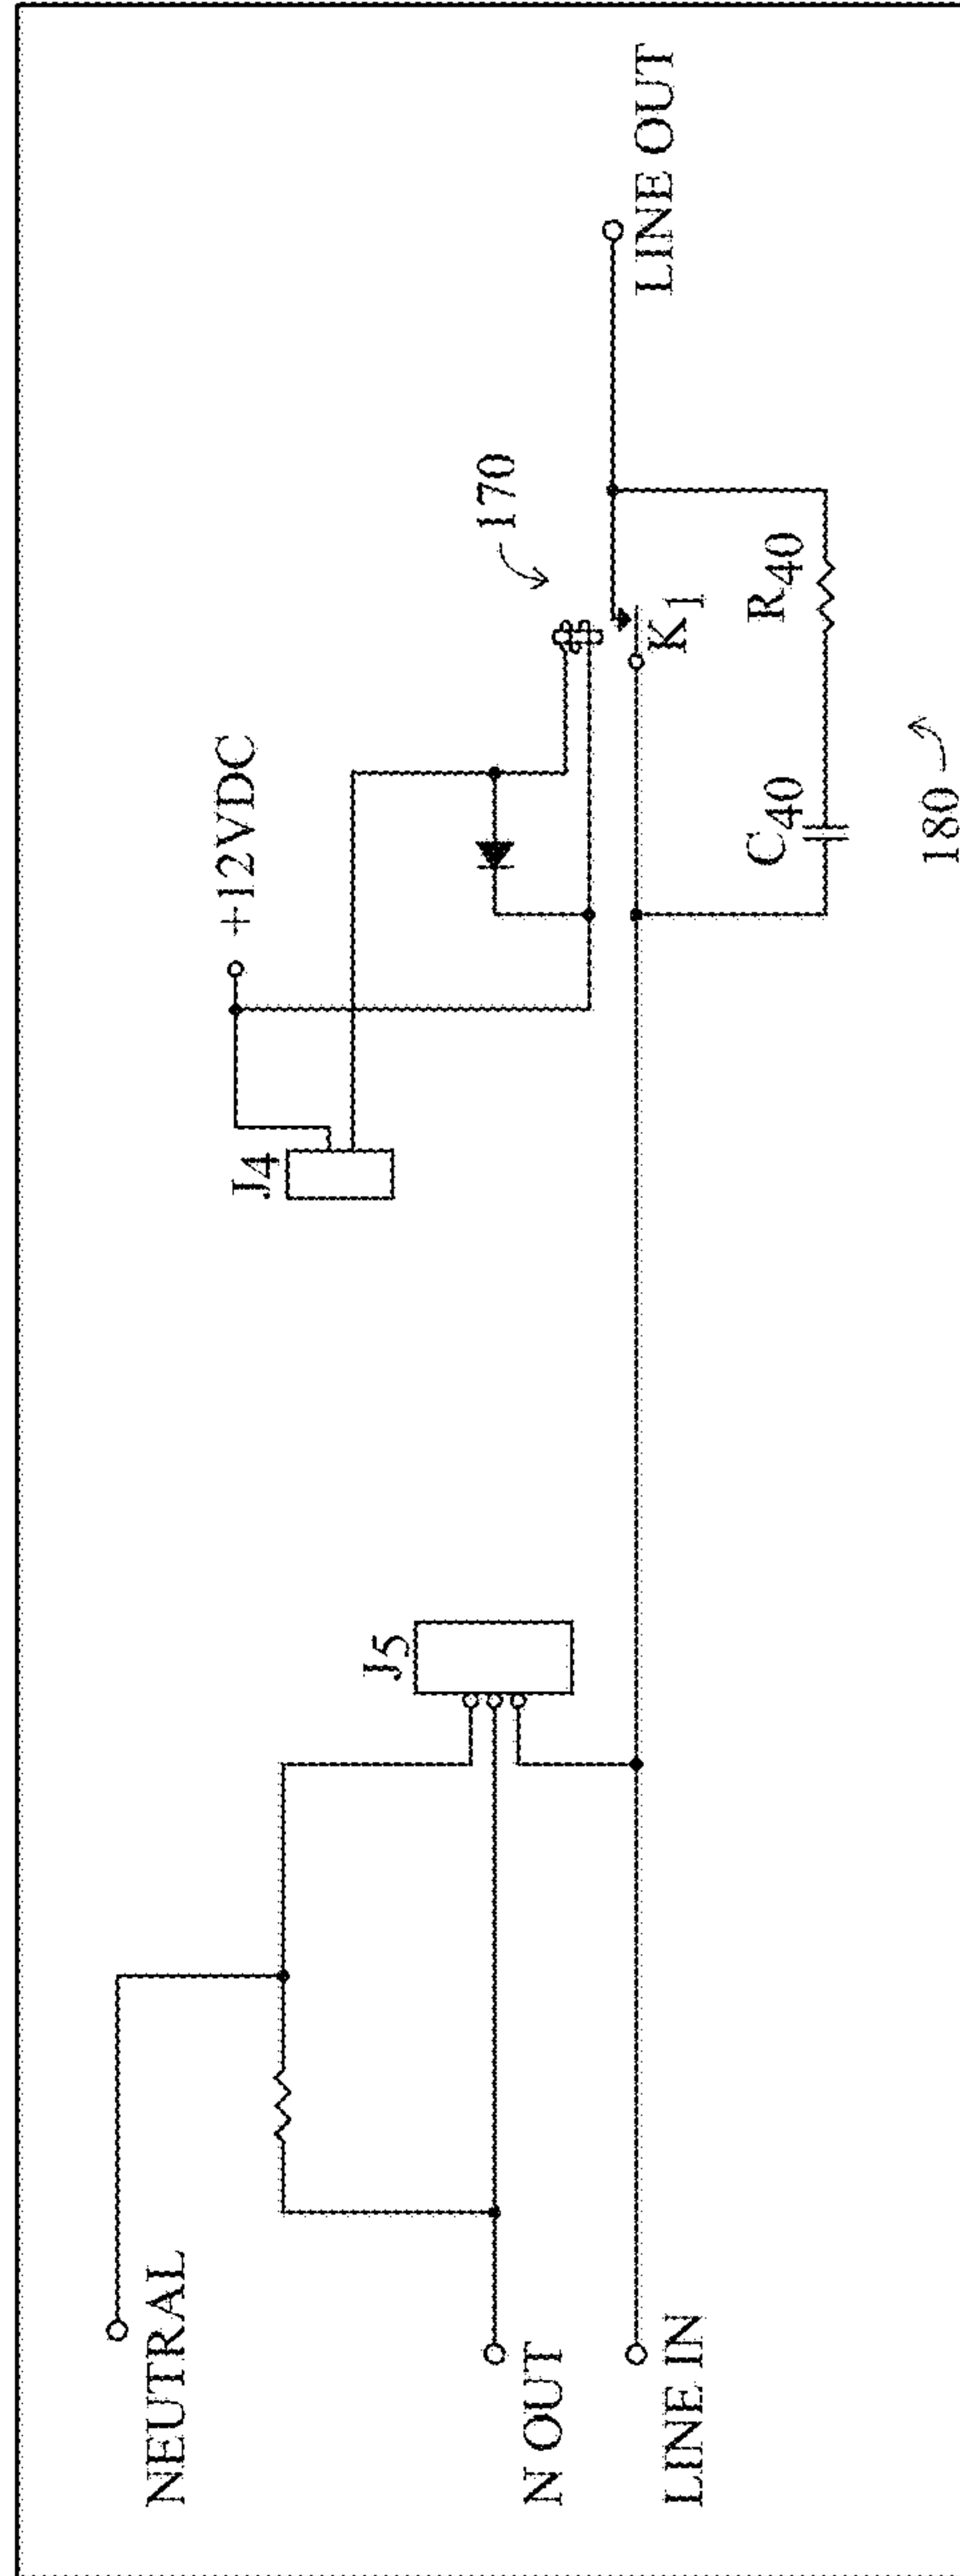 NEUTRAL
N OUT
LINE IN
J5
J4
+12VDC
170
K1
C40
R40
180
LINE OUT